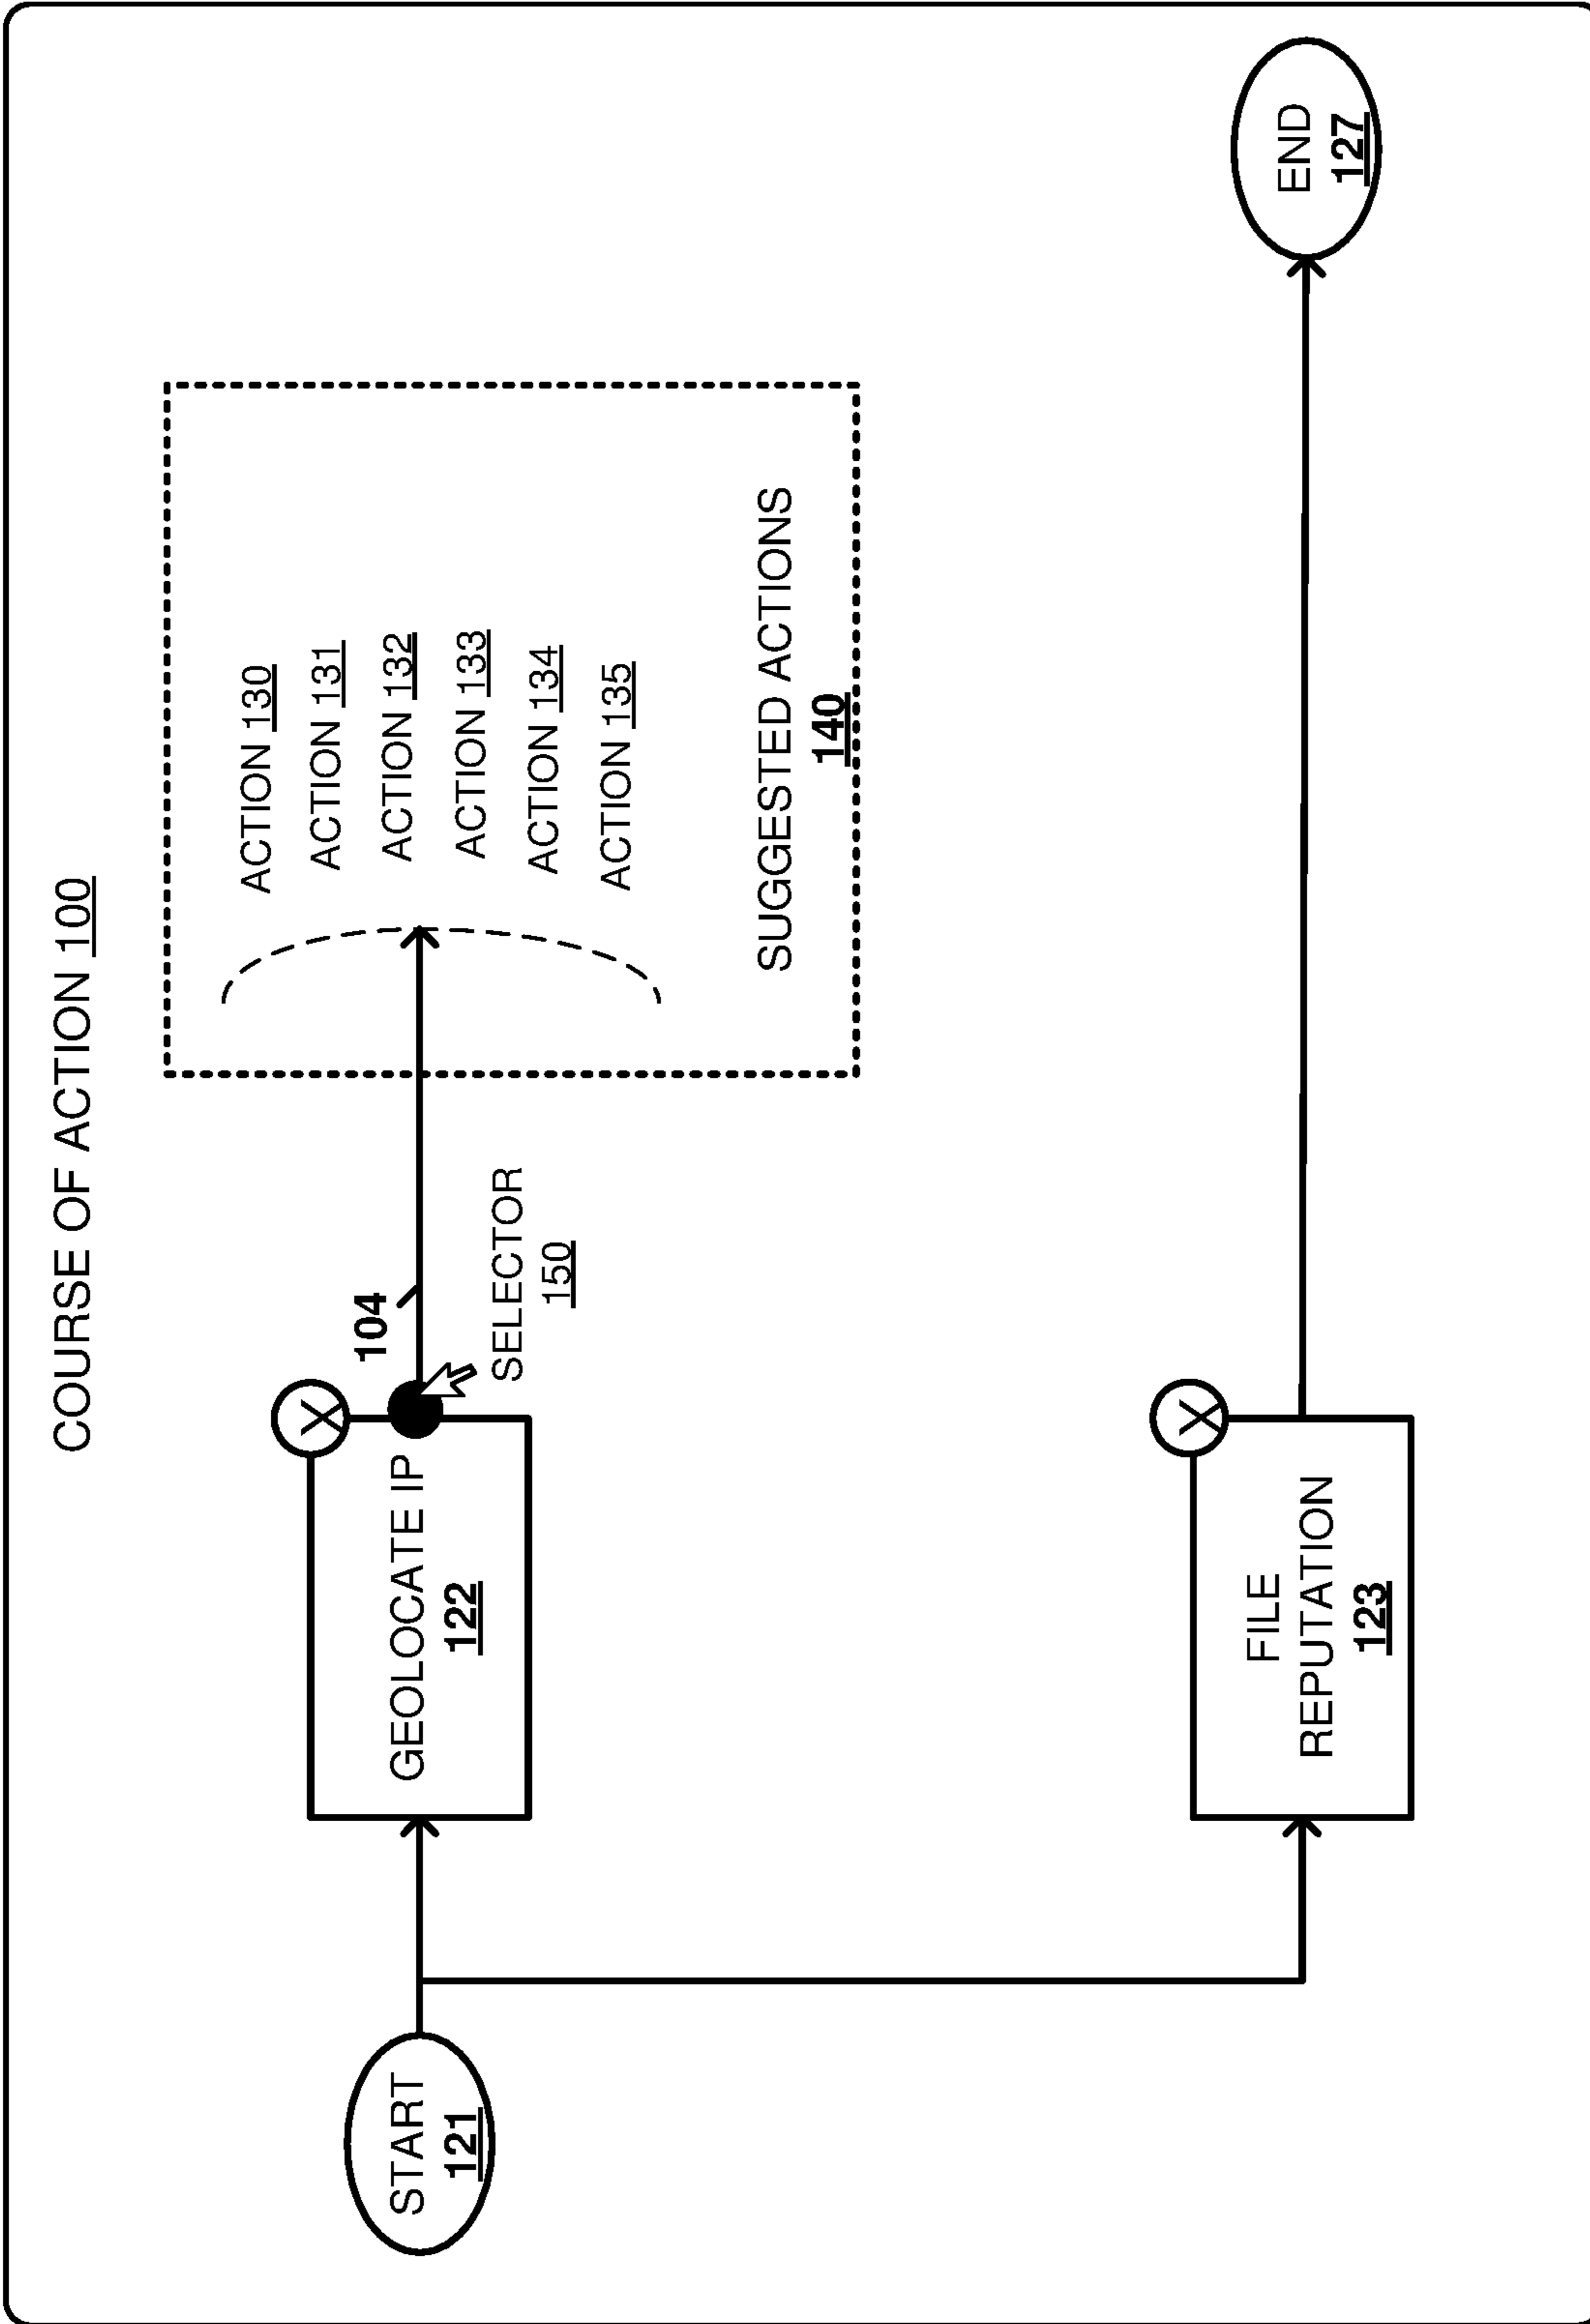 COURSE OF ACTION 100
START
121
GEOLOCATE IP
122
X
104
SELECTOR
150
ACTION 130
ACTION 131
ACTION 132
ACTION 133
ACTION 134
ACTION 135
SUGGESTED ACTIONS
140
FILE
REPUTATION
123
X
END
127